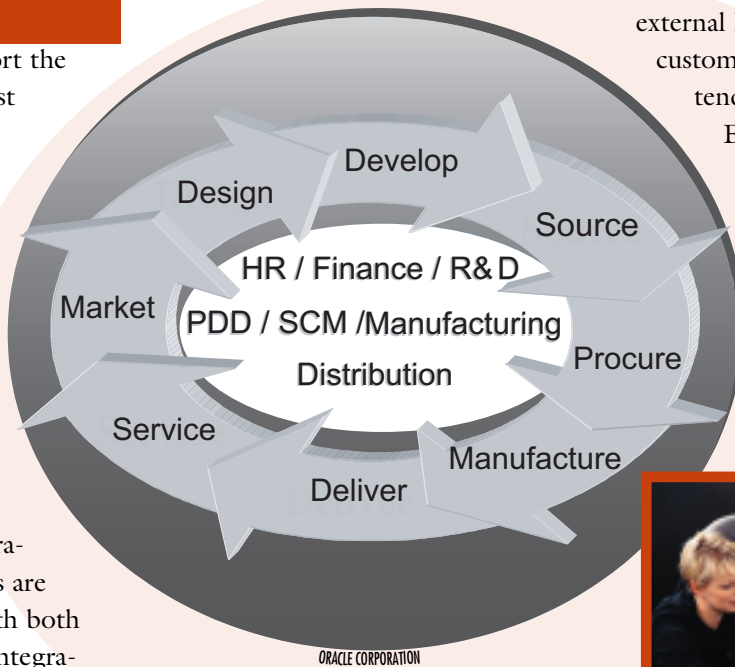 external
custom
tend
ort the
st
Develop
Design
Source
HR / Finance / R&D
Market
PDD / SCM /Manufacturing
Procure
Distribution
Service
Manufacture
Deliver
ra-
s are
th both
ntegra-
ORACLE CORPORATION